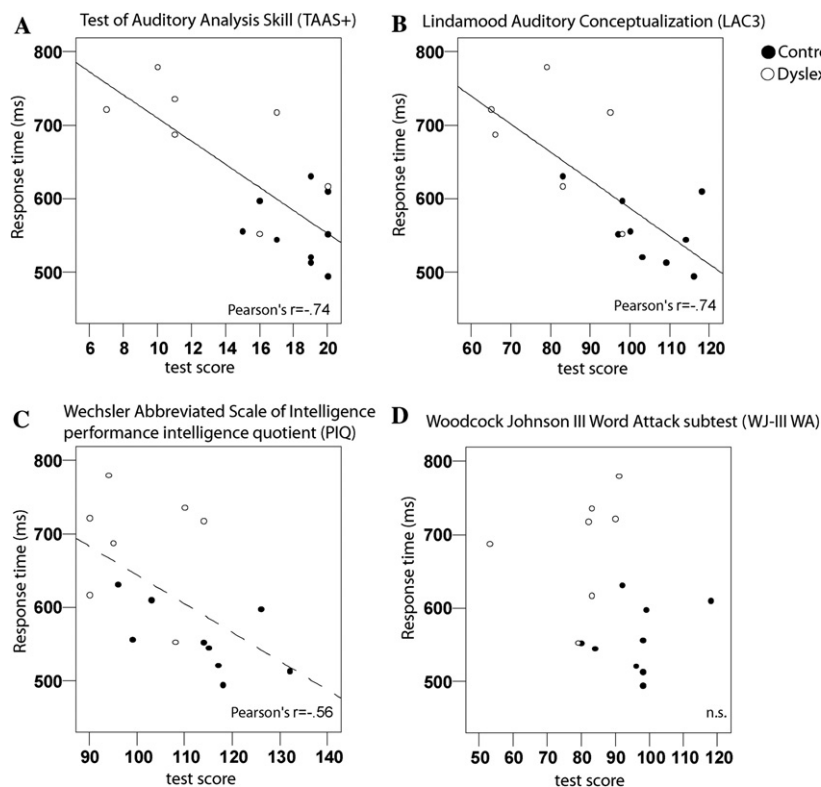 A
Test of Auditory Analysis Skill (TAAS+)
Response time (ms)
800
700
600
500
6 8 10 12 14 16 18 20
test score
Pearson's r=-.74
B
Lindamood Auditory Conceptualization (LAC3)
Contr
Dyslex
Response time (ms)
800
700
600
500
60 70 80 90 100 110 120
test score
Pearson's r=-.74
C
Wechsler Abbreviated Scale of Intelligence
performance intelligence quotient (PIQ)
Response time (ms)
800
700
600
500
90 100 110 120 130 140
test score
Pearson's r=-.56
D
Woodcock Johnson III Word Attack subtest (WJ-III WA)
Response time (ms)
800
700
600
500
50 60 70 80 90 100 110 120
test score
n.s.